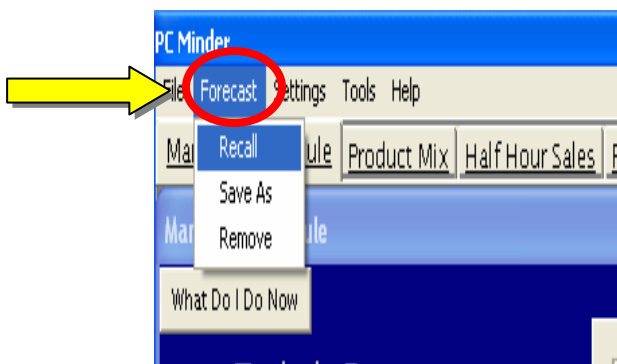 PC Minder
File Forecast Settings Tools Help
Recall
Save As
Remove
Product Mix Half Hour Sales
What Do I Do Now